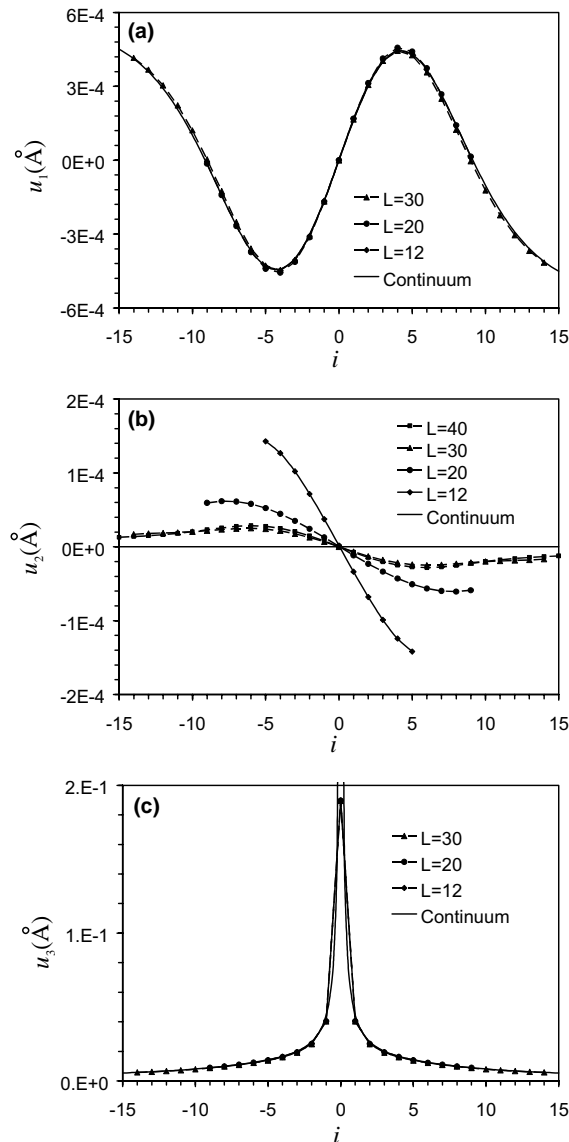 (a)
6E-4
3E-4
0E+0
-3E-4
-6E-4
u1(Å)
L=30
L=20
L=12
Continuum
-15 -10 -5 0 5 10 15
i
(b)
2E-4
1E-4
0E+0
-1E-4
-2E-4
u2(Å)
L=40
L=30
L=20
L=12
Continuum
-15 -10 -5 0 5 10 15
i
(c)
2.E-1
1.E-1
0.E+0
u3(Å)
L=30
L=20
L=12
Continuum
-15 -10 -5 0 5 10 15
i